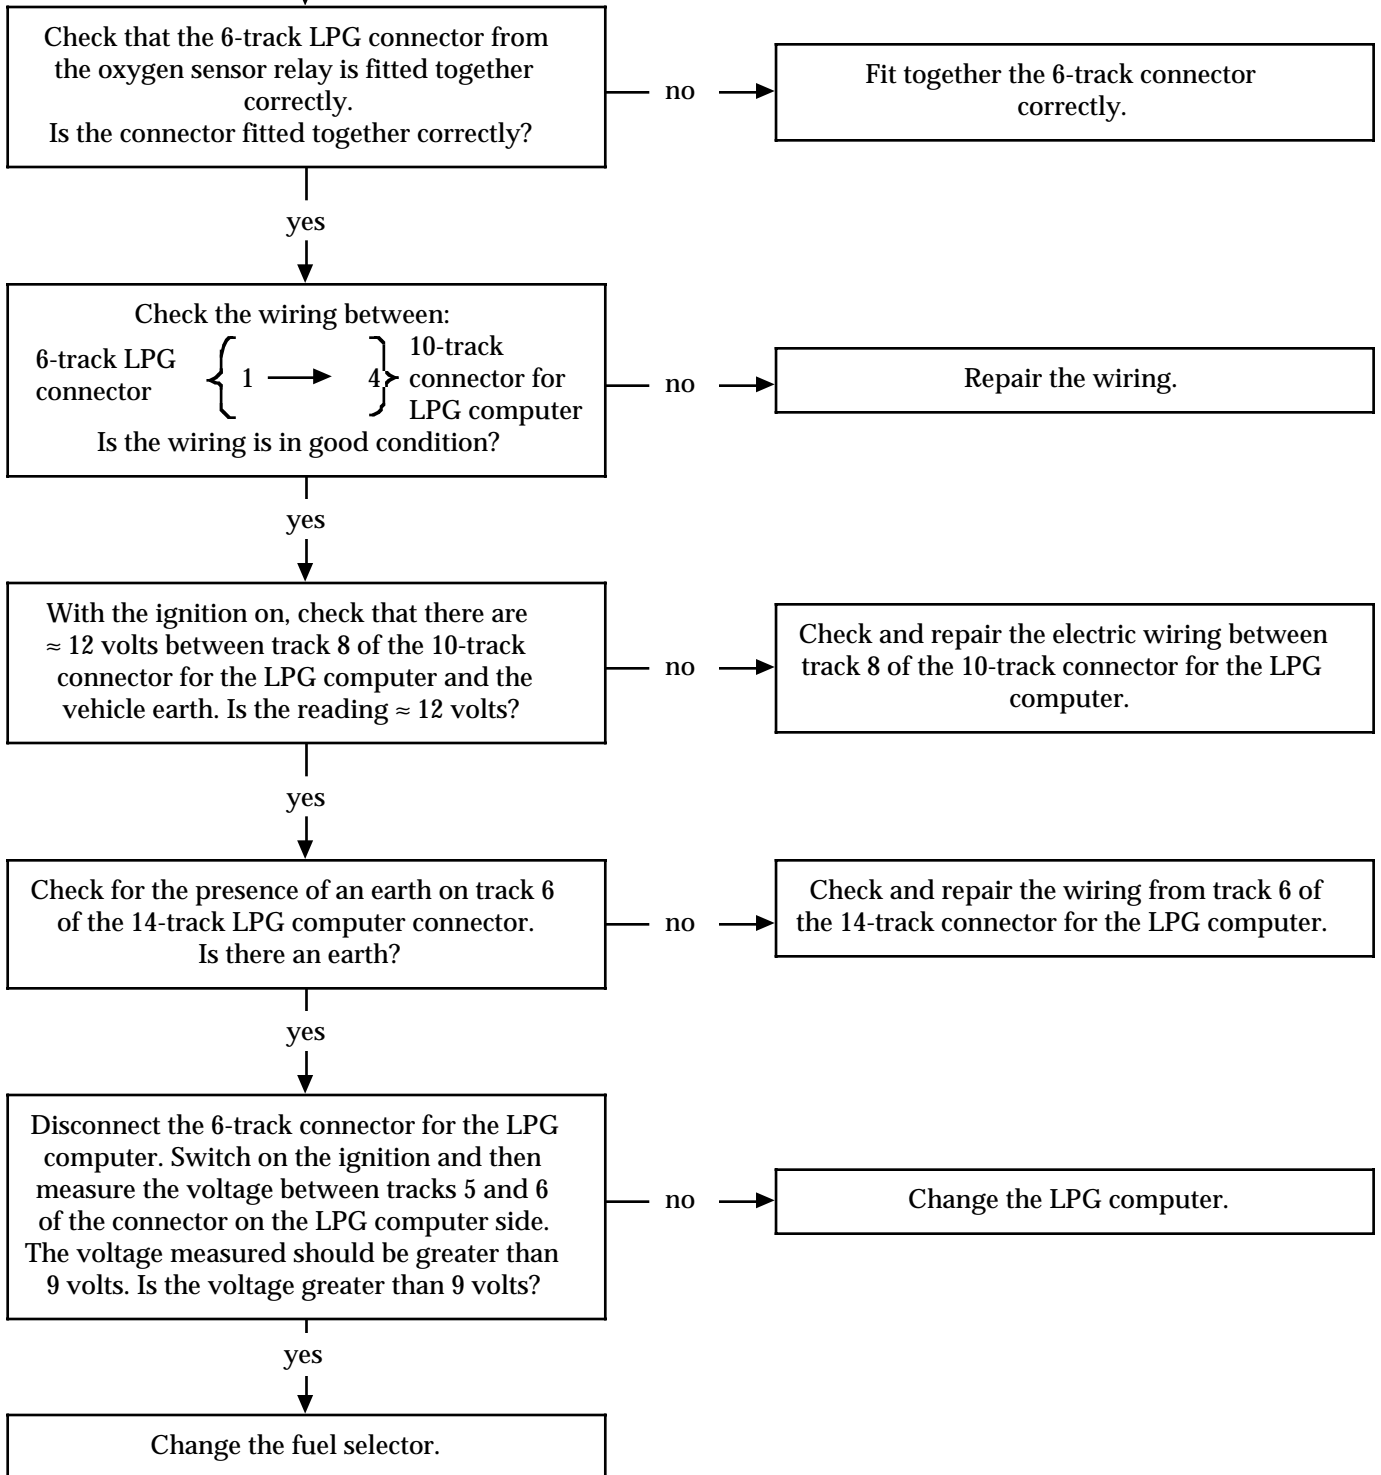 Check that the 6-track LPG connector from
the oxygen sensor relay is fitted together
correctly.
Is the connector fitted together correctly?
no
Fit together the 6-track connector
correctly.
yes
Check the wiring between:
6-track LPG
connector
{ 1
4 }
10-track
connector for
LPG computer
Is the wiring is in good condition?
no
Repair the wiring.
yes
With the ignition on, check that there are
≈ 12 volts between track 8 of the 10-track
connector for the LPG computer and the
vehicle earth. Is the reading ≈ 12 volts?
no
Check and repair the electric wiring between
track 8 of the 10-track connector for the LPG
computer.
yes
Check for the presence of an earth on track 6
of the 14-track LPG computer connector.
Is there an earth?
no
Check and repair the wiring from track 6 of
the 14-track connector for the LPG computer.
yes
Disconnect the 6-track connector for the LPG
computer. Switch on the ignition and then
measure the voltage between tracks 5 and 6
of the connector on the LPG computer side.
The voltage measured should be greater than
9 volts. Is the voltage greater than 9 volts?
no
Change the LPG computer.
yes
Change the fuel selector.